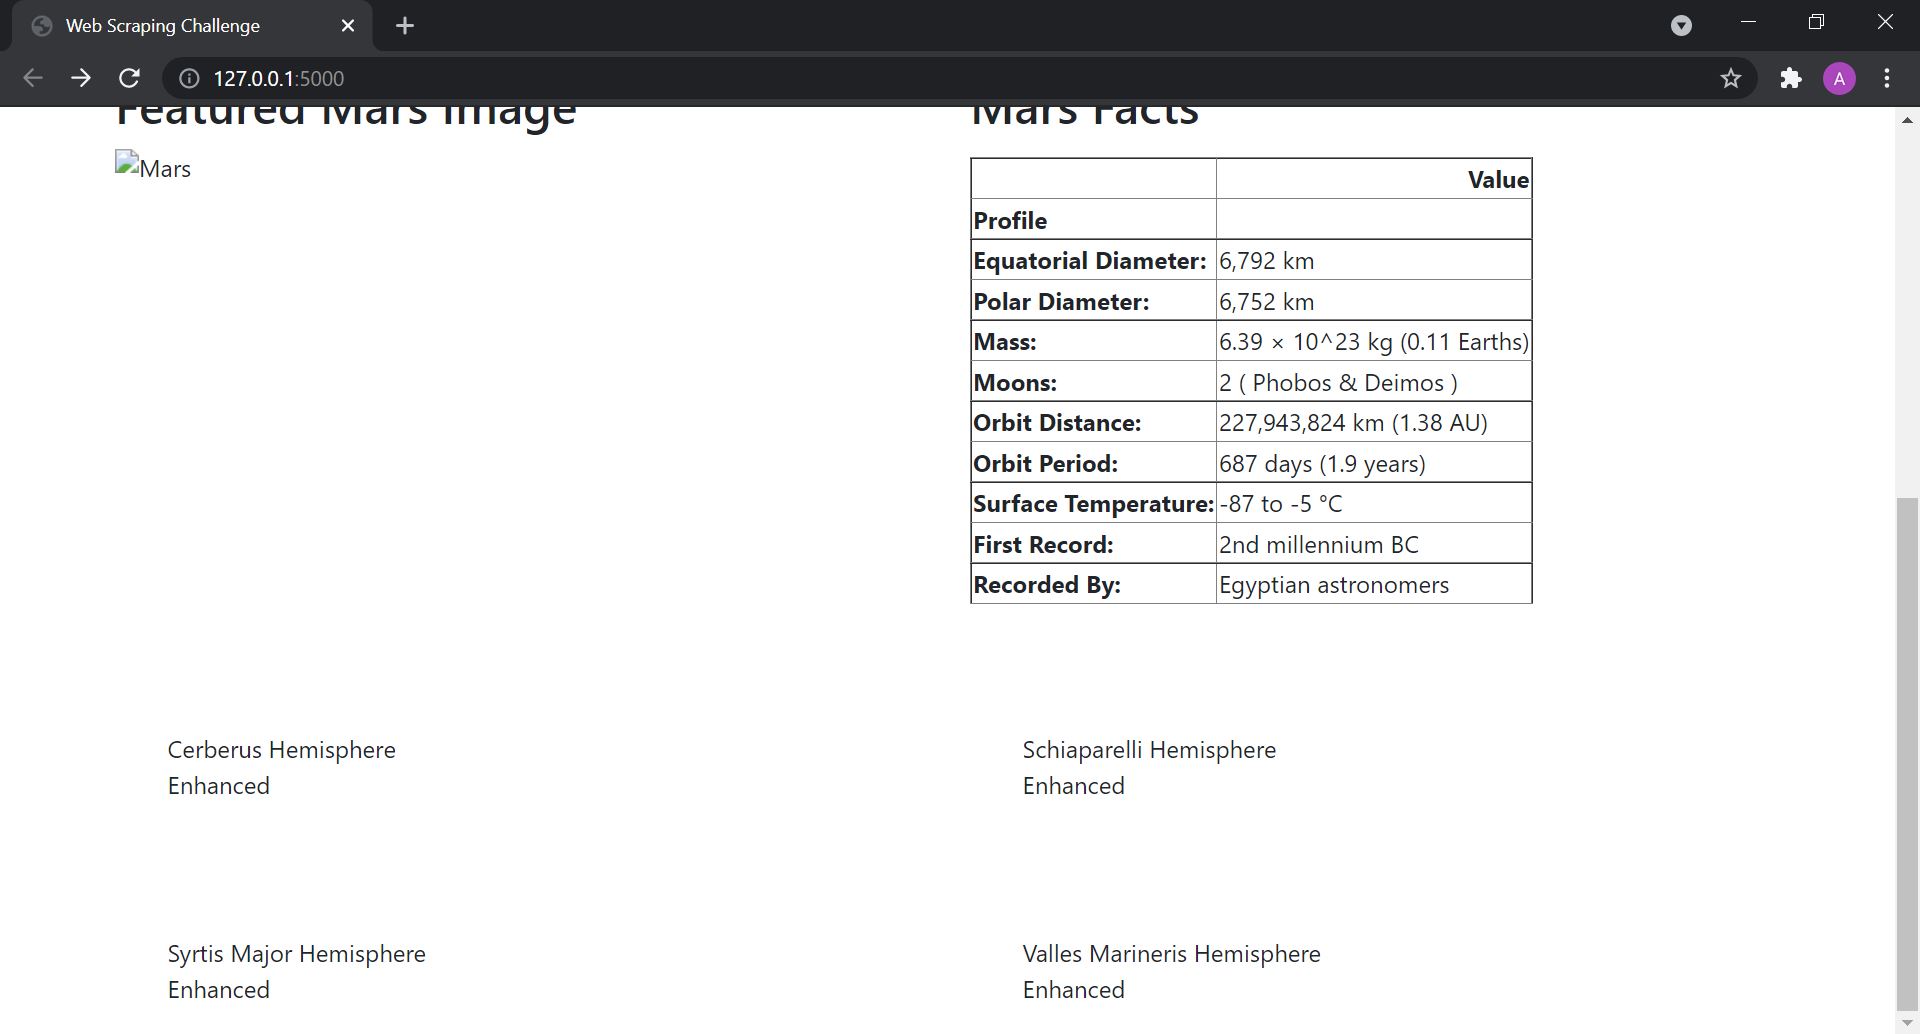 Web Scraping Challenge
127.0.0.1:5000
A
Featured Mars Image
Mars
Mars Facts
Value
Profile
Equatorial Diameter: 6,792 km
Polar Diameter: 6,752 km
Mass: 6.39 × 10^23 kg (0.11 Earths)
Moons: 2 ( Phobos & Deimos )
Orbit Distance: 227,943,824 km (1.38 AU)
Orbit Period: 687 days (1.9 years)
Surface Temperature: -87 to -5 °C
First Record: 2nd millennium BC
Recorded By: Egyptian astronomers
Cerberus Hemisphere
Enhanced
Schiaparelli Hemisphere
Enhanced
Syrtis Major Hemisphere
Enhanced
Valles Marineris Hemisphere
Enhanced